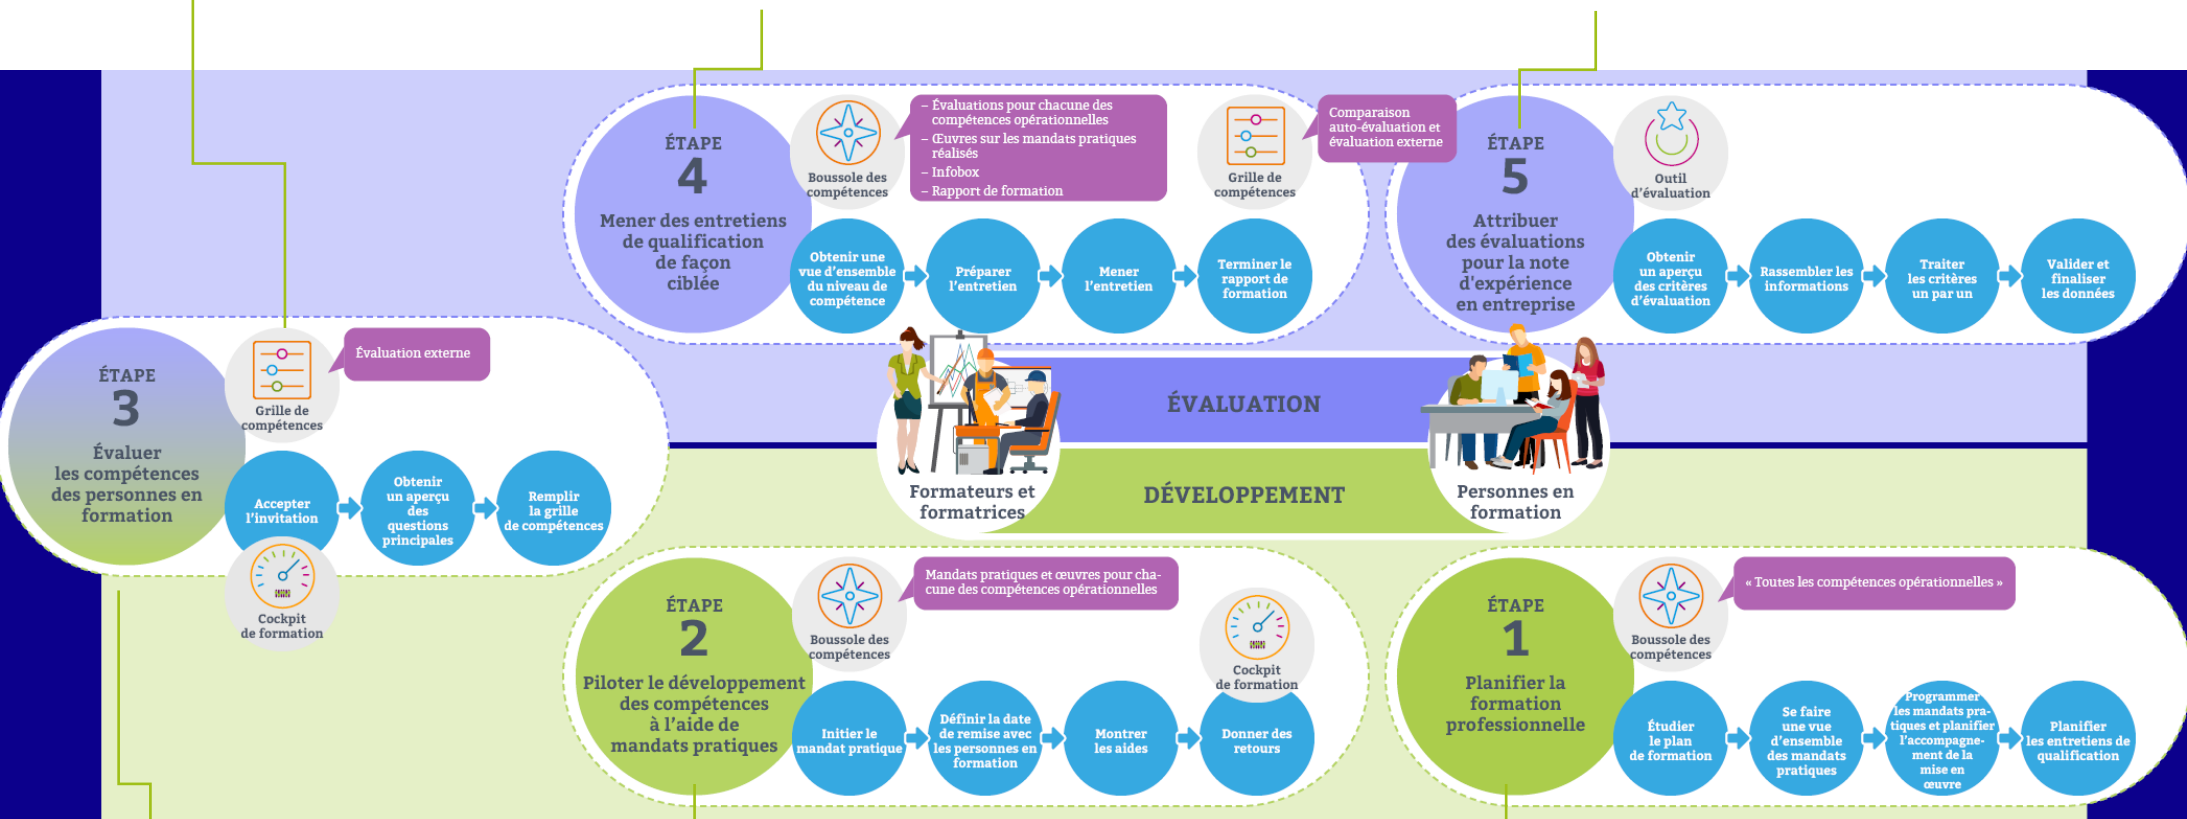 ÉTAPE
4
Mener des entretiens
de qualification
de façon
ciblée
Boussole des
compétences
– Évaluations pour chacune des
compétences opérationnelles
– Œuvres sur les mandats pratiques
réalisés
– Infobox
– Rapport de formation
Grille de
compétences
Comparaison
auto-évaluation et
évaluation externe
Obtenir une
vue d'ensemble
du niveau de
compétence
Préparer
l'entretien
Mener
l'entretien
Terminer le
rapport de
formation
ÉTAPE
5
Attribuer
des évaluations
pour la note
d'expérience
en entreprise
Outil
d'évaluation
Obtenir
un aperçu
des critères
d'évaluation
Rassembler les
informations
Traiter
les critères
un par un
Valider et
finaliser
les données
ÉTAPE
3
Évaluer
les compétences
des personnes en
formation
Grille de
compétences
Évaluation externe
Accepter
l'invitation
Obtenir
un aperçu
des
questions
principales
Remplir
la grille
de compétences
Cockpit
de formation
ÉVALUATION
DÉVELOPPEMENT
Formateurs et
formatrices
Personnes en
formation
ÉTAPE
2
Piloter le développement
des compétences
à l'aide de
mandats pratiques
Boussole des
compétences
Mandats pratiques et œuvres pour cha-
cune des compétences opérationnelles
Cockpit
de formation
Initier le
mandat pratique
Définir la date
de remise avec
les personnes en
formation
Montrer
les aides
Donner des
retours
ÉTAPE
1
Planifier la
formation
professionnelle
Boussole des
compétences
« Toutes les compétences opérationnelles »
Étudier
le plan
de formation
Se faire
une vue
d'ensemble
des mandats
pratiques
Programmer
les mandats pra-
tiques et planifier
l'accompagne-
ment de la
mise en
œuvre
Planifier
les entretiens de
qualification